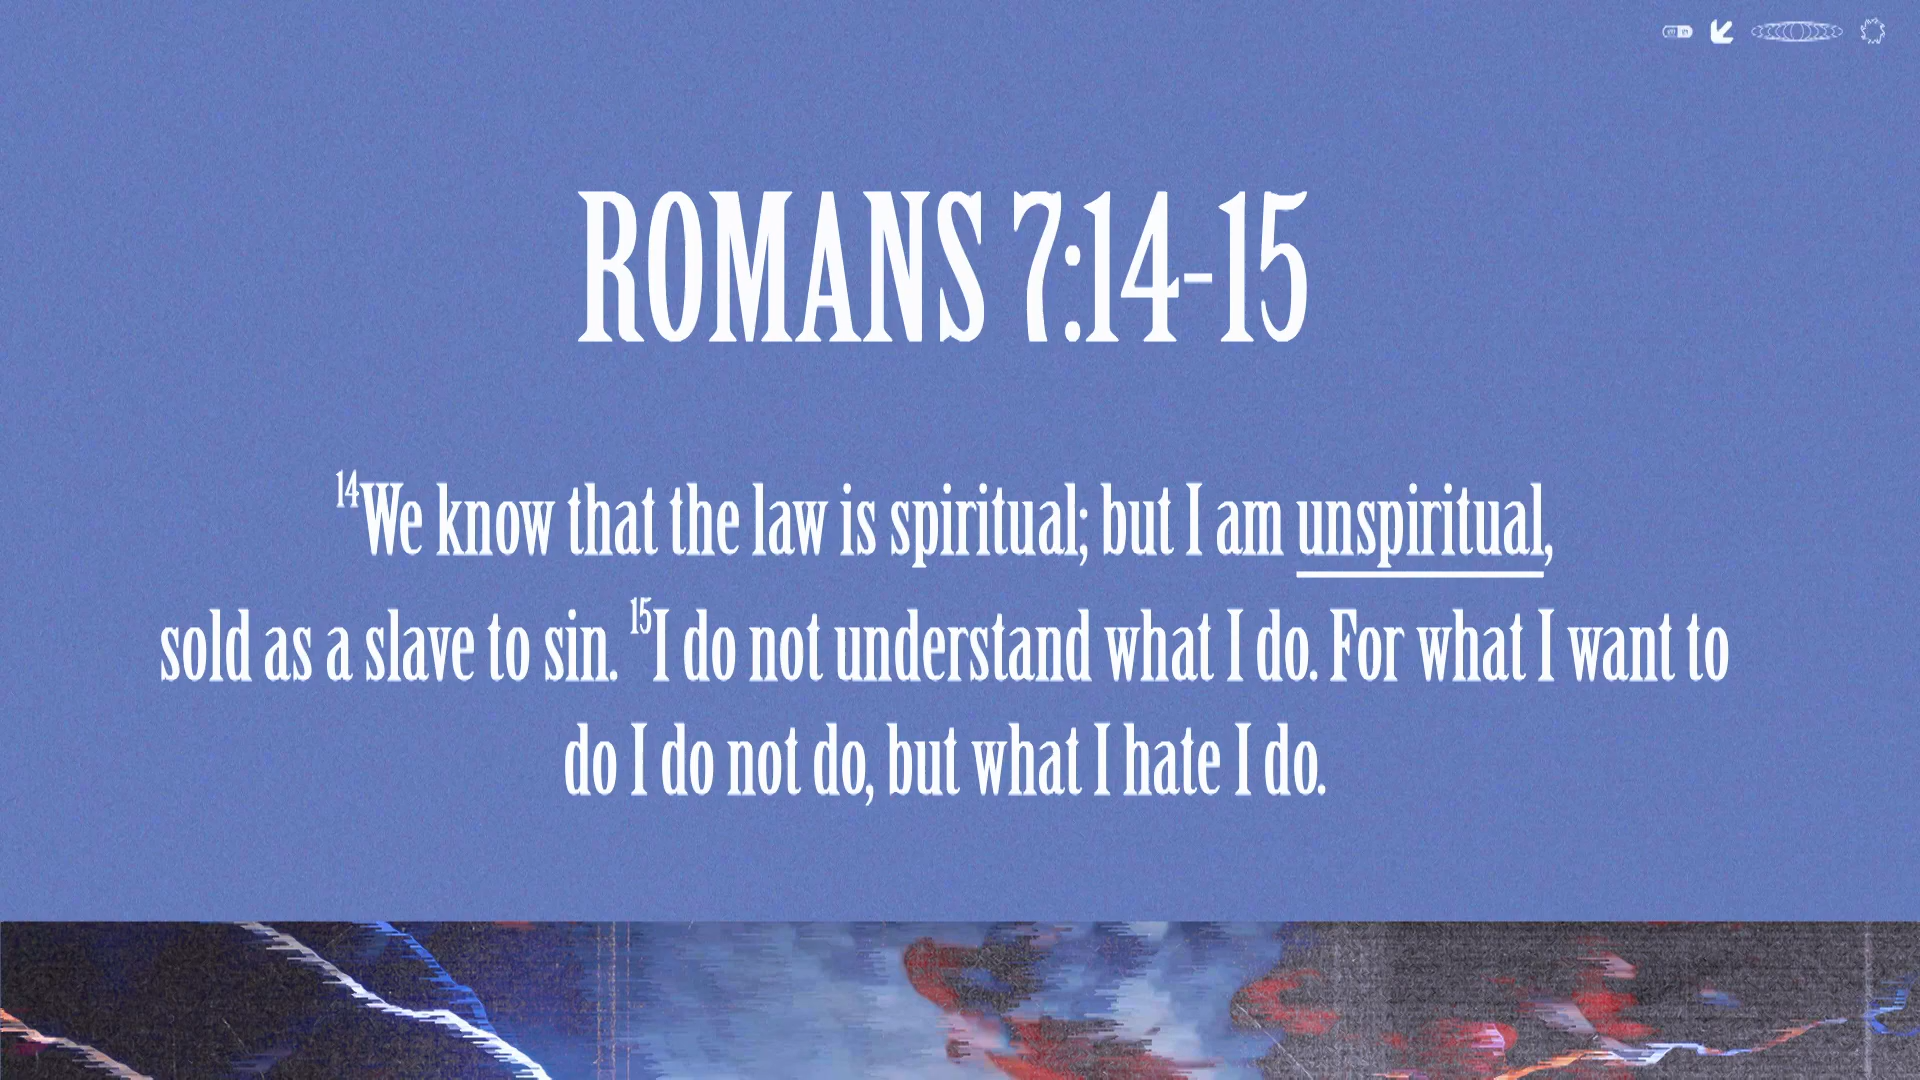 ROMANS 7:14-15
14We know that the law is spiritual; but I am unspiritual,
sold as a slave to sin. 15I do not understand what I do. For what I want to
do I do not do, but what I hate I do.